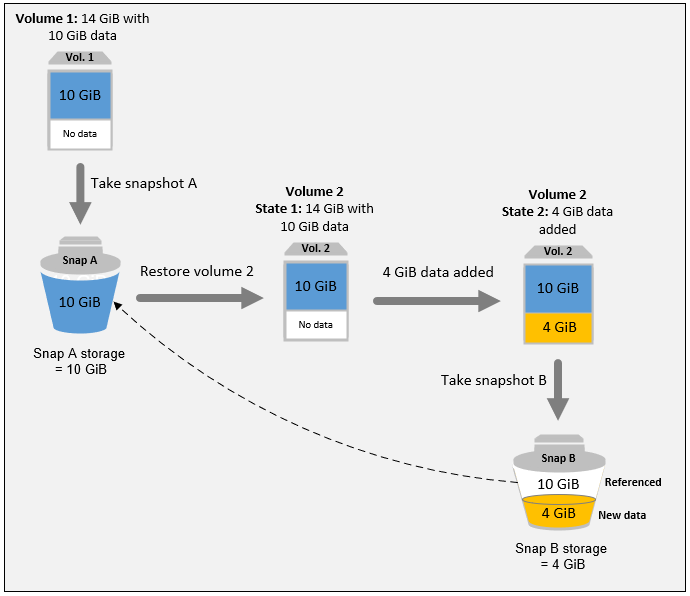 Volume 1: 14 GiB with
10 GiB data
Vol. 1
10 GiB
No data
Take snapshot A
Snap A
10 GiB
Snap A storage
= 10 GiB
Restore volume 2
Volume 2
State 1: 14 GiB with
10 GiB data
Vol. 2
10 GiB
No data
4 GiB data added
Volume 2
State 2: 4 GiB data
added
Vol. 2
10 GiB
4 GiB
Take snapshot B
Snap B
10 GiB
Referenced
4 GiB
New data
Snap B storage
= 4 GiB